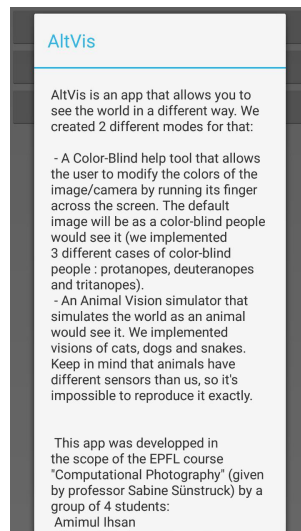 AltVis
AltVis is an app that allows you to
see the world in a different way. We
created 2 different modes for that:
- A Color-Blind help tool that allows
the user to modify the colors of the
image/camera by running its finger
across the screen. The default
image will be as a color-blind people
would see it (we implemented
3 different cases of color-blind
people : protanopes, deuteranopes
and tritanopes).
- An Animal Vision simulator that
simulates the world as an animal
would see it. We implemented
visions of cats, dogs and snakes.
Keep in mind that animals have
different sensors than us, so it's
impossible to reproduce it exactly.
This app was developped in
the scope of the EPFL course
"Computational Photography" (given
by professor Sabine Sünstruck) by a
group of 4 students:
Amimul Ihsan